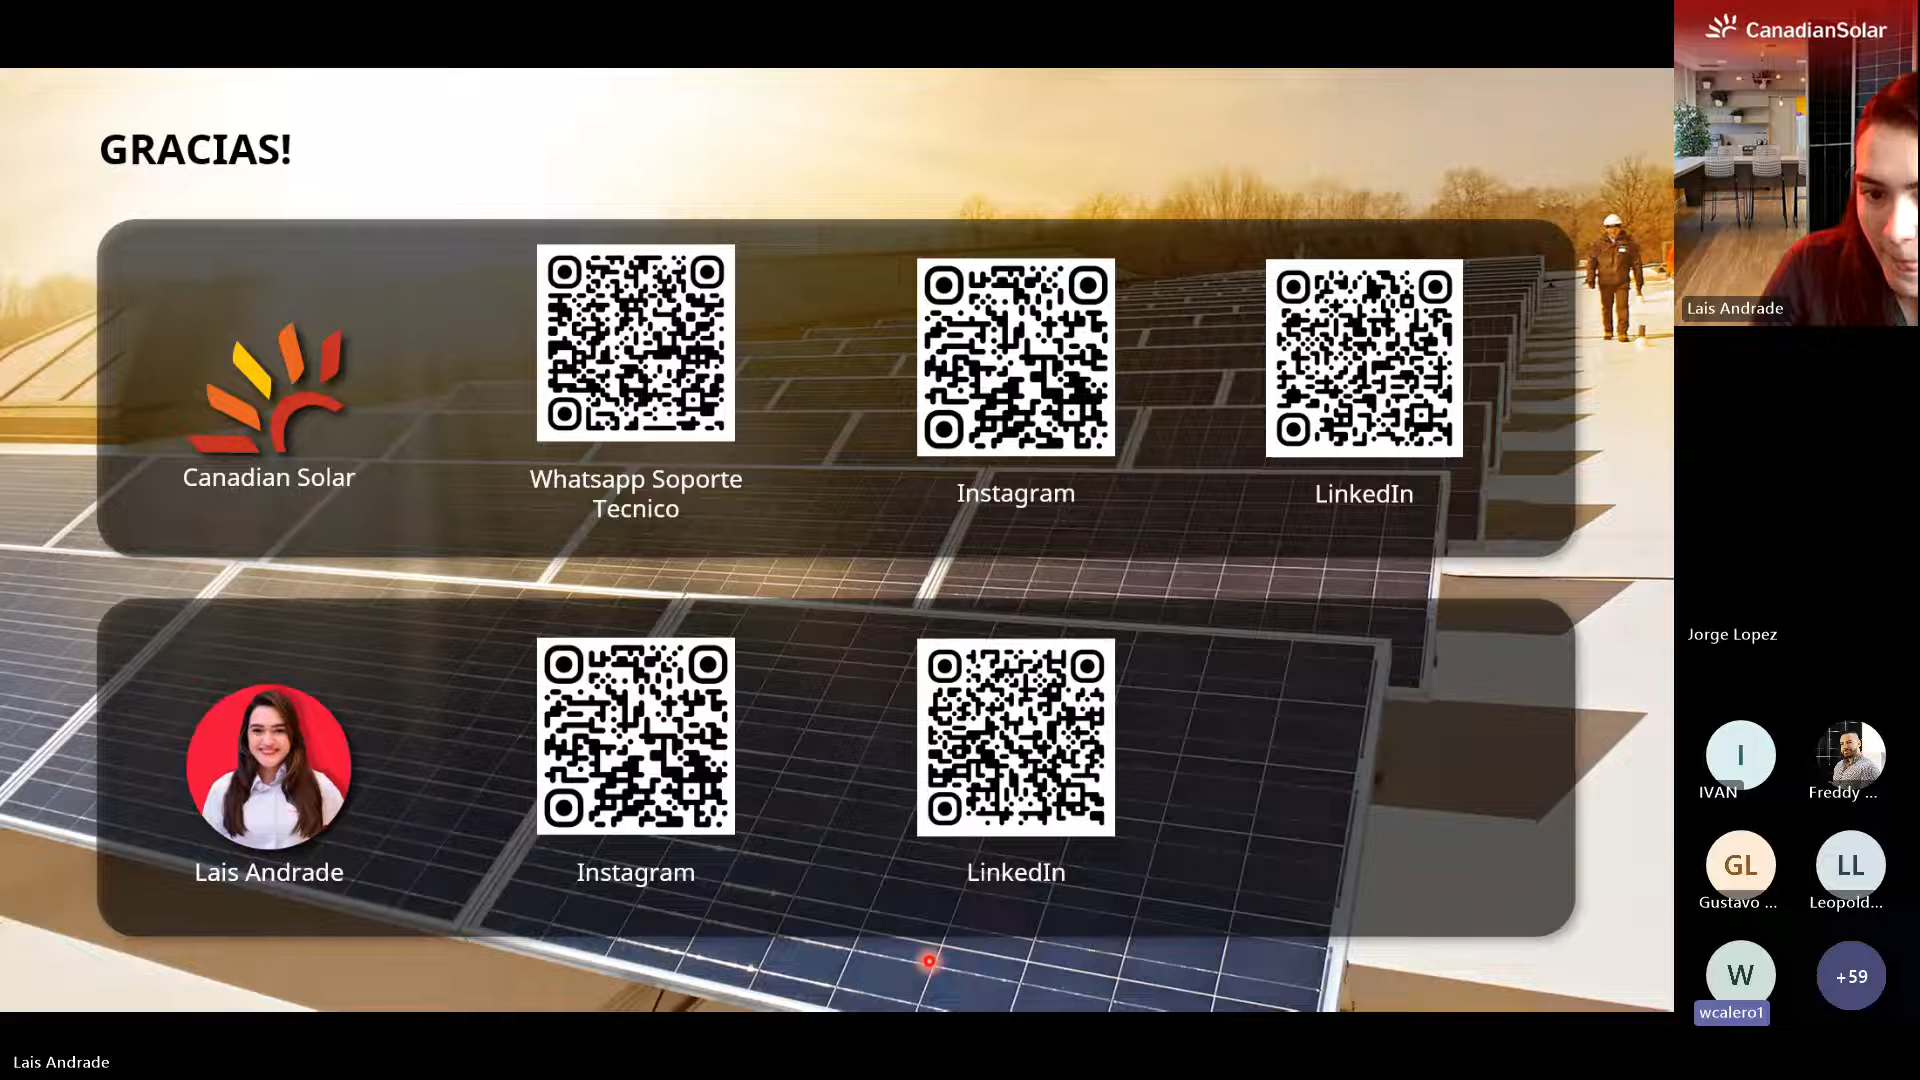 CanadianSolar
GRACIAS!
Lais Andrade
Canadian Solar
Whatsapp Soporte
Tecnico
Instagram
LinkedIn
Jorge Lopez
I
IVAN
Freddy ...
GL
Gustavo ...
LL
Leopold...
Lais Andrade
Instagram
LinkedIn
W
wcalero1
+59
Lais Andrade